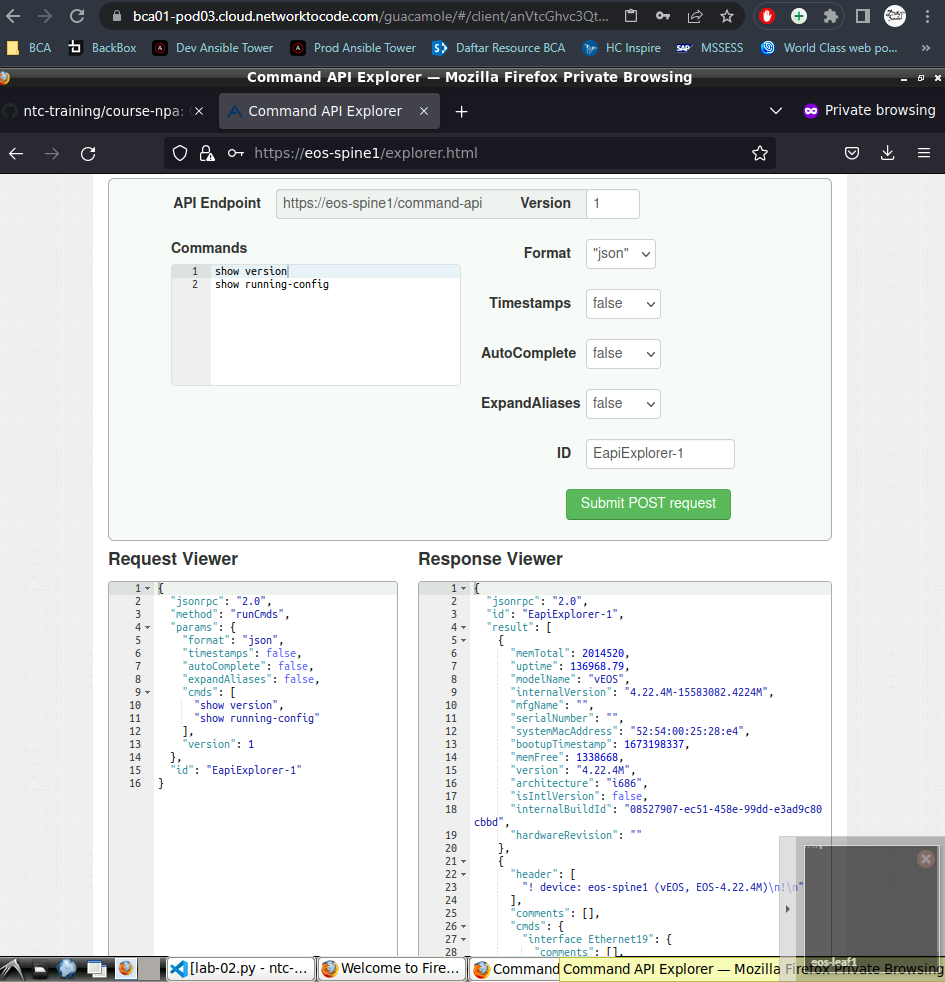 bca01-pod03.cloud.networktocode.com/guacamole/#/client/anVtcGhvc3Qt...
BCA BackBox Dev Ansible Tower Prod Ansible Tower Daftar Resource BCA HC Inspire SAP MSSESS World Class web po... »
Command API Explorer — Mozilla Firefox Private Browsing
ntc-training/course-npa: Command API Explorer Private browsing
https://eos-spine1/explorer.html
API Endpoint https://eos-spine1/command-api Version 1
Commands
Format "json"
1 show version
2 show running-config
Timestamps false
AutoComplete false
ExpandAliases false
ID EapiExplorer-1
Submit POST request
Request Viewer
1 {
2 "jsonrpc": "2.0",
3 "method": "runCmds",
4 "params": {
5 "format": "json",
6 "timestamps": false,
7 "autoComplete": false,
8 "expandAliases": false,
9 "cmds": [
10 "show version",
11 "show running-config"
12 ],
13 "version": 1
14 },
15 "id": "EapiExplorer-1"
16 }
Response Viewer
1 {
2 "jsonrpc": "2.0",
3 "id": "EapiExplorer-1",
4 "result": [
5 {
6 "memTotal": 2014520,
7 "uptime": 136968.79,
8 "modelName": "vEOS",
9 "internalVersion": "4.22.4M-15583082.4224M",
10 "mfgName": "",
11 "serialNumber": "",
12 "systemMacAddress": "52:54:00:25:28:e4",
13 "bootupTimestamp": 1673198337,
14 "memFree": 1338668,
15 "version": "4.22.4M",
16 "architecture": "i686",
17 "isIntlVersion": false,
18 "internalBuildId": "08527907-ec51-458e-99dd-e3ad9c80
cbbd",
19 "hardwareRevision": ""
20 },
21 {
22 "header": [
23 "! device: eos-spine1 (vEOS, EOS-4.22.4M)\n!\n"
24 ],
25 "comments": [],
26 "cmds": {
27 "interface Ethernet19": {
28 "comments": [],
eos-leaf1
[lab-02.py - ntc-... Welcome to Fire... Command Command API Explorer — Mozilla Firefox Private Browsing